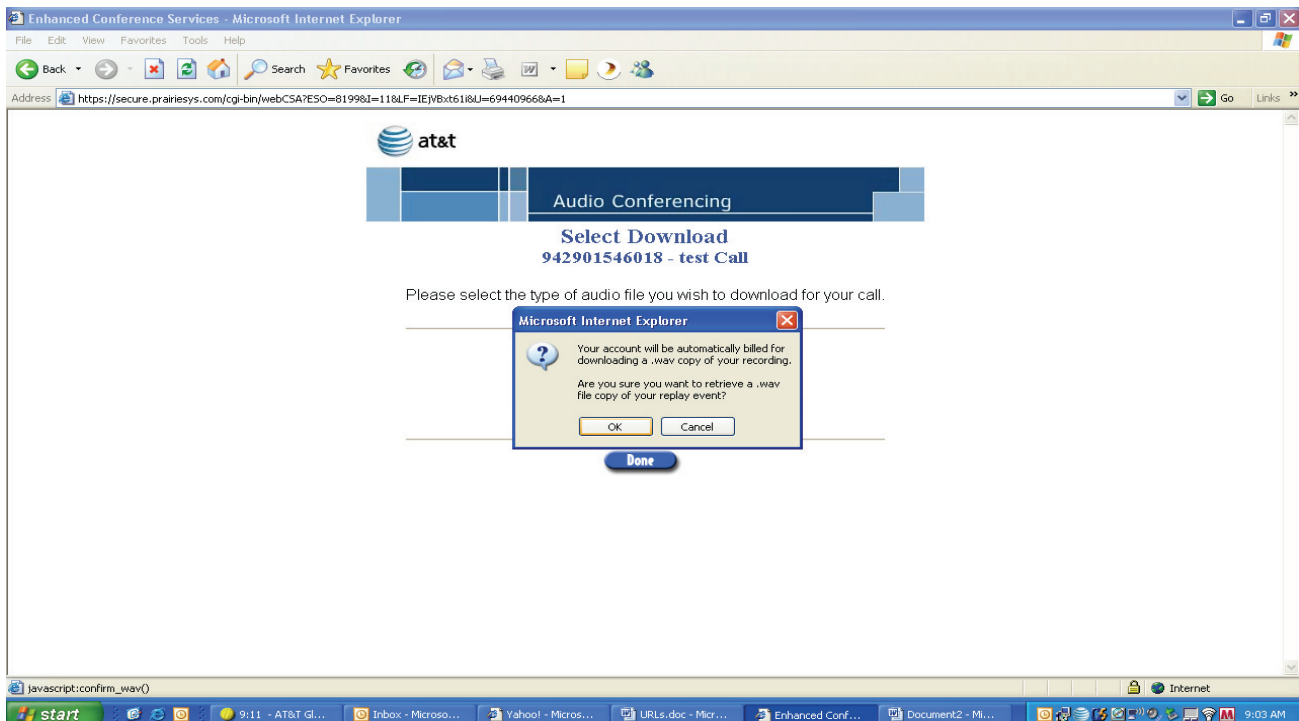 Enhanced Conference Services - Microsoft Internet Explorer
File Edit View Favorites Tools Help
Back Search Favorites
Address https://secure.prairiesys.com/cgi-bin/webCSA?ESO=8199&I=11&LF=IEjVBxt61i&U=69440966&A=1 Go Links »
at&t
Audio Conferencing
Select Download
942901546018 - test Call
Please select the type of audio file you wish to download for your call.
Microsoft Internet Explorer
Your account will be automatically billed for
downloading a .wav copy of your recording.
Are you sure you want to retrieve a .wav
file copy of your replay event?
OK Cancel
Done
javascript:confirm_wav() Internet
start 9:11 - AT&T Gl... Inbox - Microso... Yahoo! - Micros... URLs.doc - Micr... Enhanced Conf... Document2 - Mi... 9:03 AM